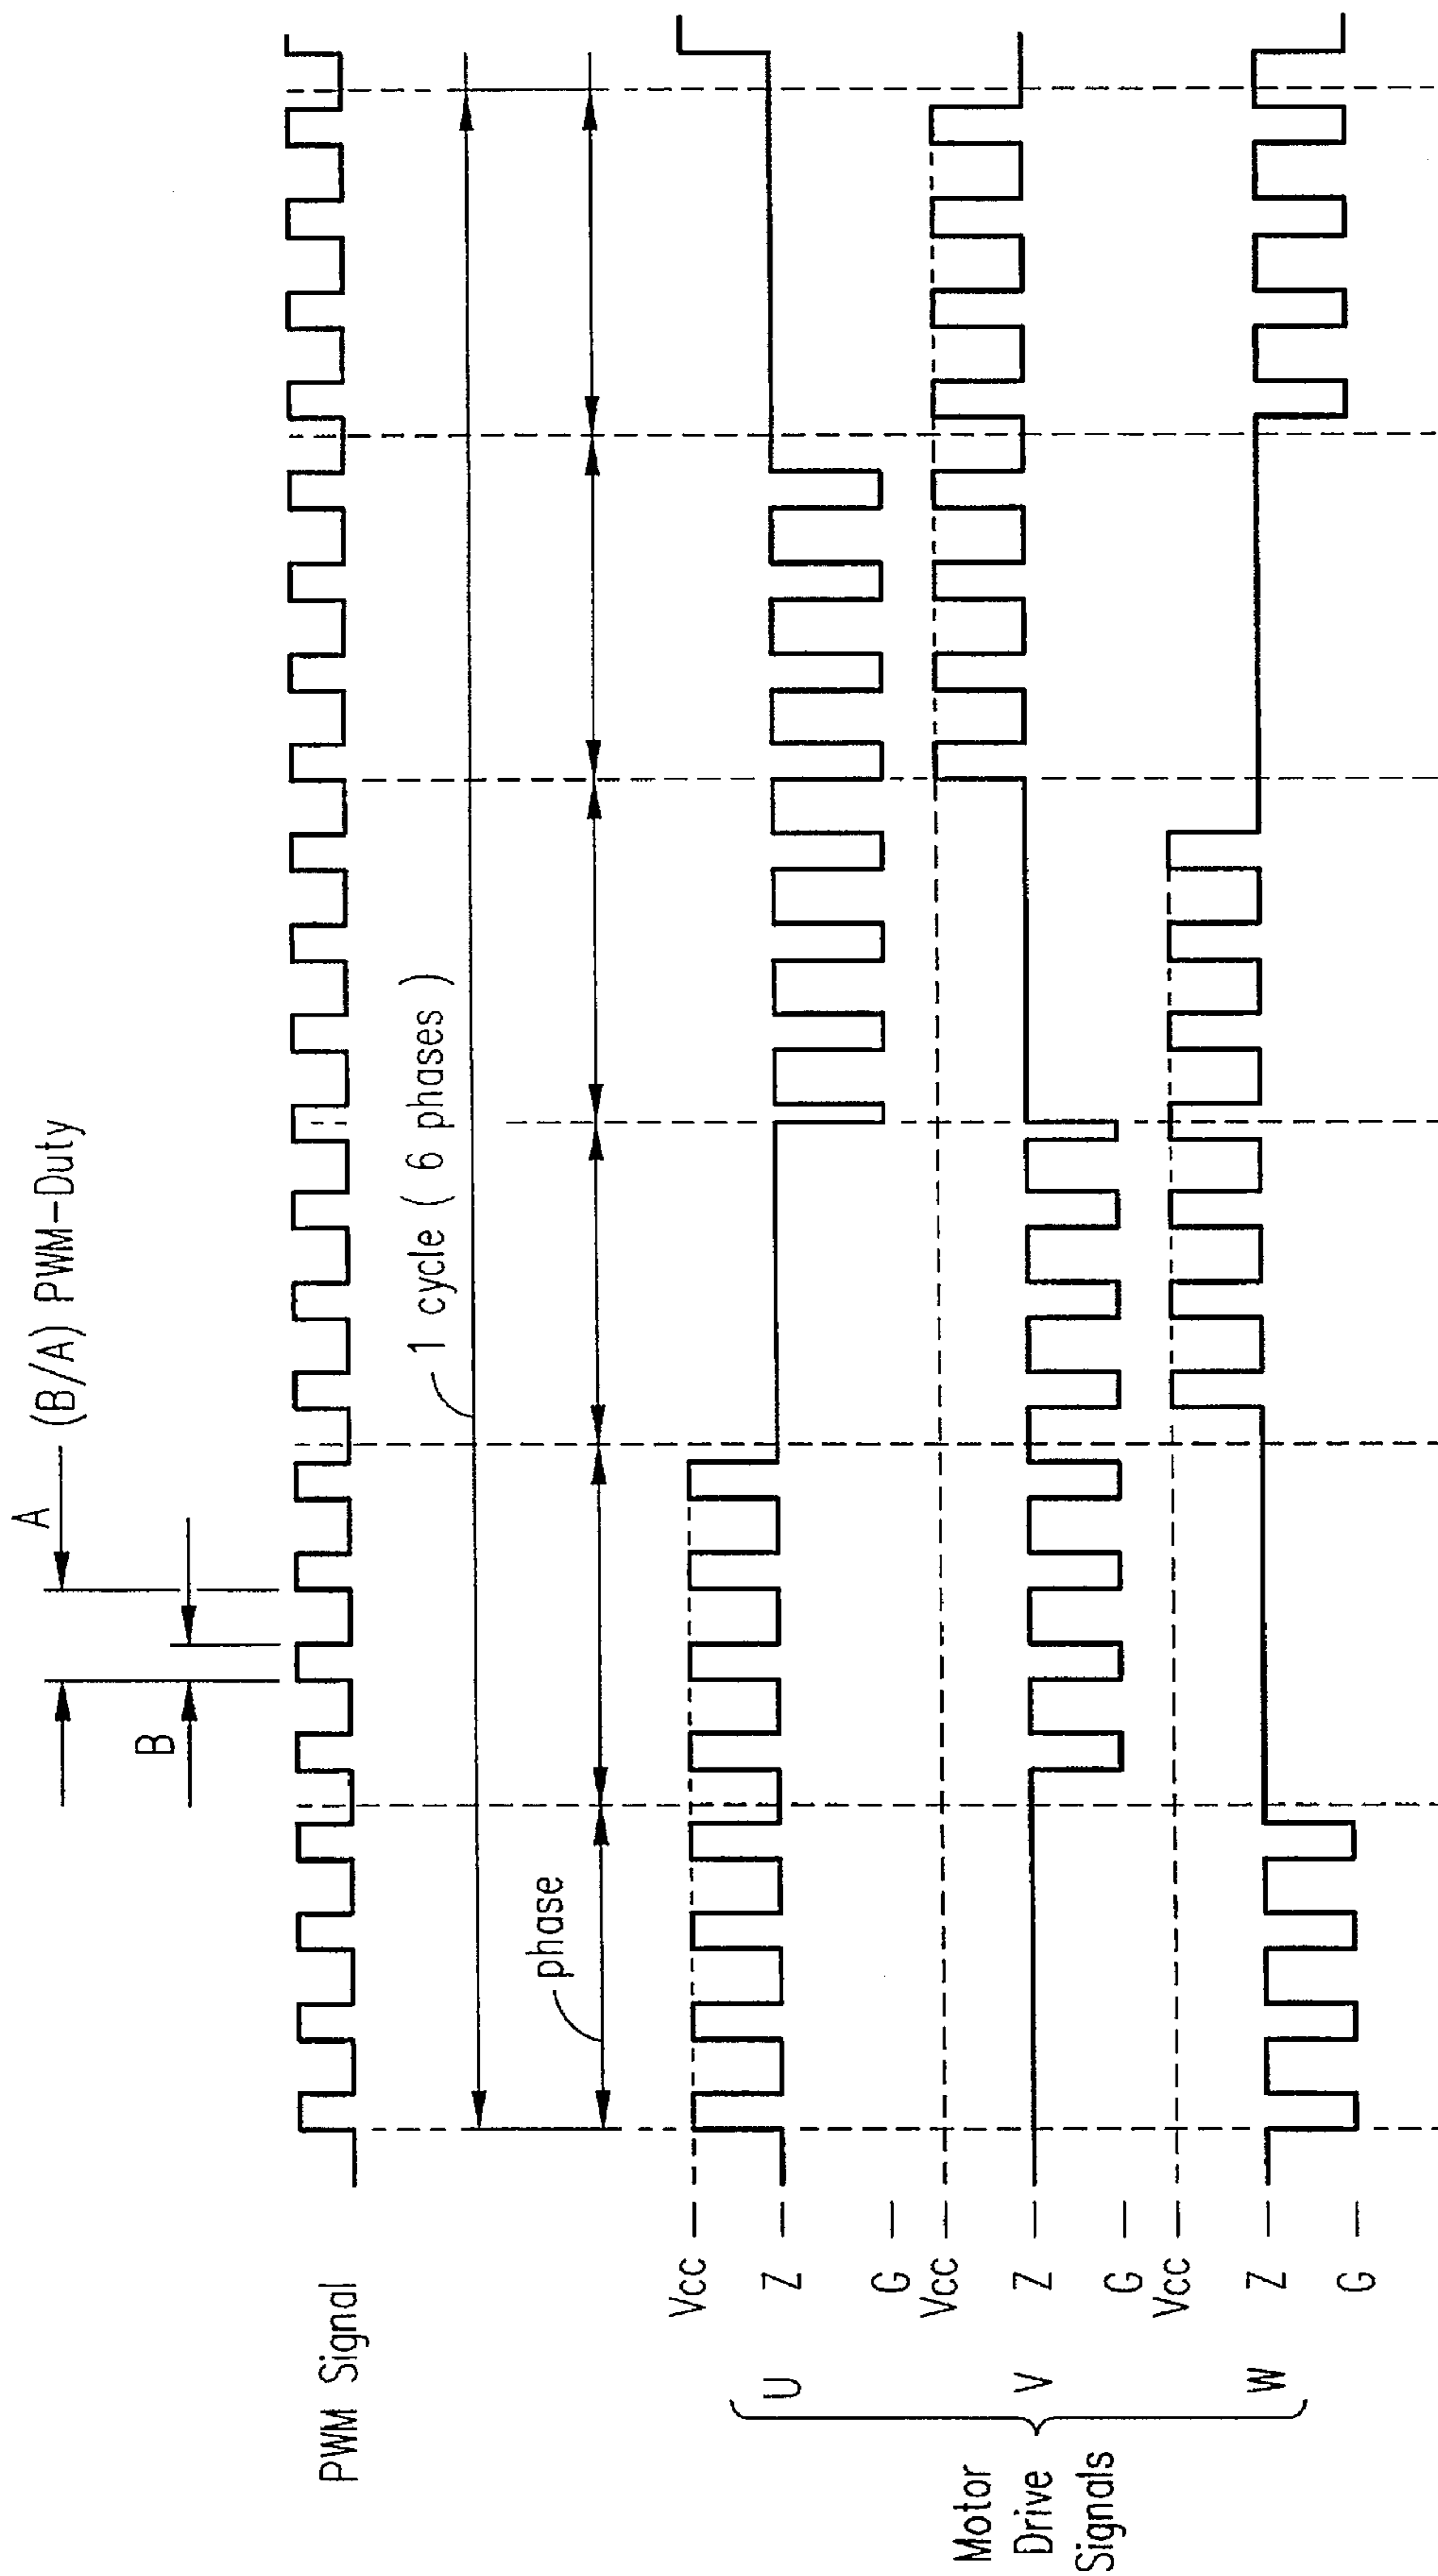 A
(B/A) PWM-Duty
B
PWM Signal
1 cycle ( 6 phases )
phase
Motor
Drive
Signals
U
Vcc
Z
G
V
Vcc
Z
G
W
Vcc
Z
G